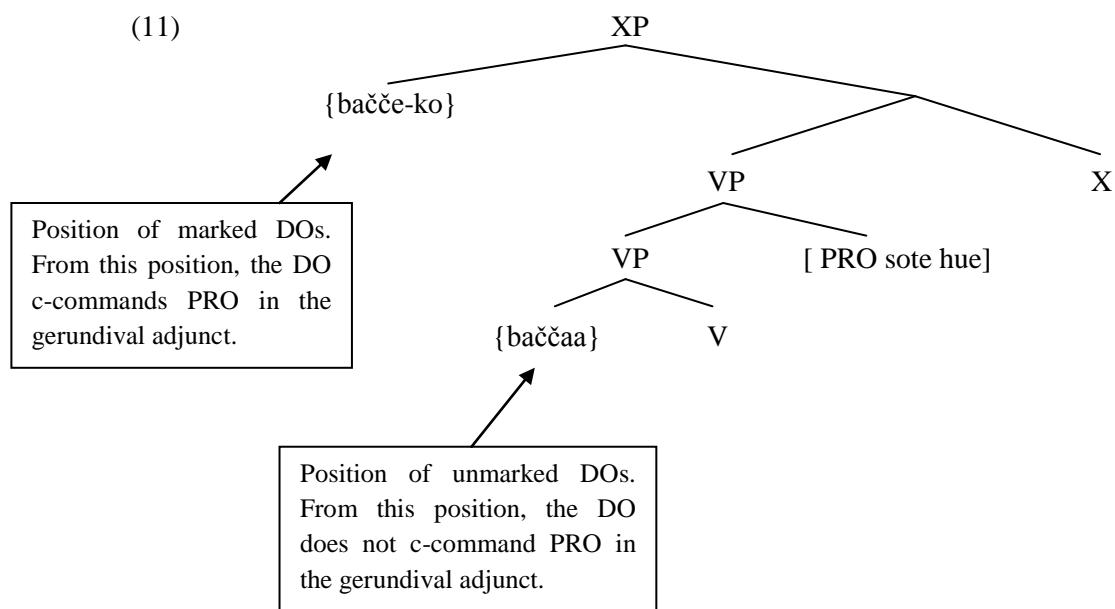 (11)
XP
{bačče-ko}
VP
X
Position of marked DOs.
From this position, the DO
c-commands PRO in the
gerundival adjunct.
VP
[ PRO sote hue]
{baččaa}
V
Position of unmarked DOs.
From this position, the DO
does not c-command PRO in
the gerundival adjunct.